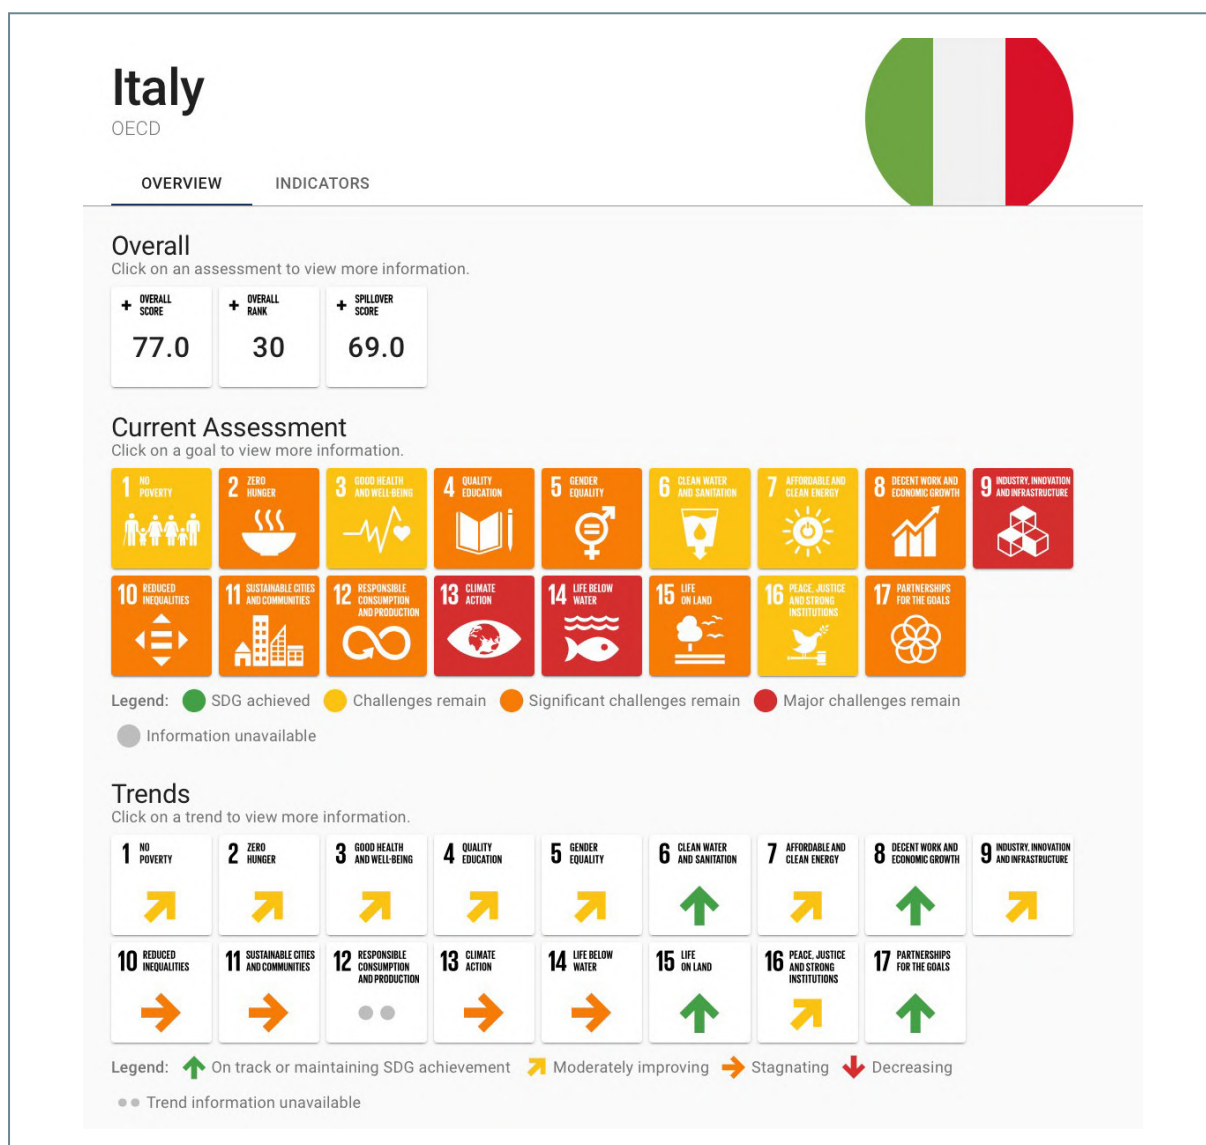 Italy
OECD
OVERVIEW INDICATORS
Overall
Click on an assessment to view more information.
+ OVERALL SCORE
77.0
+ OVERALL RANK
30
+ SPILLOVER SCORE
69.0
Current Assessment
Click on a goal to view more information.
1 NO POVERTY
2 ZERO HUNGER
3 GOOD HEALTH AND WELL-BEING
4 QUALITY EDUCATION
5 GENDER EQUALITY
6 CLEAN WATER AND SANITATION
7 AFFORDABLE AND CLEAN ENERGY
8 DECENT WORK AND ECONOMIC GROWTH
9 INDUSTRY, INNOVATION AND INFRASTRUCTURE
10 REDUCED INEQUALITIES
11 SUSTAINABLE CITIES AND COMMUNITIES
12 RESPONSIBLE CONSUMPTION AND PRODUCTION
13 CLIMATE ACTION
14 LIFE BELOW WATER
15 LIFE ON LAND
16 PEACE, JUSTICE AND STRONG INSTITUTIONS
17 PARTNERSHIPS FOR THE GOALS
Legend: SDG achieved Challenges remain Significant challenges remain Major challenges remain
Information unavailable
Trends
Click on a trend to view more information.
1 NO POVERTY
2 ZERO HUNGER
3 GOOD HEALTH AND WELL-BEING
4 QUALITY EDUCATION
5 GENDER EQUALITY
6 CLEAN WATER AND SANITATION
7 AFFORDABLE AND CLEAN ENERGY
8 DECENT WORK AND ECONOMIC GROWTH
9 INDUSTRY, INNOVATION AND INFRASTRUCTURE
10 REDUCED INEQUALITIES
11 SUSTAINABLE CITIES AND COMMUNITIES
12 RESPONSIBLE CONSUMPTION AND PRODUCTION
13 CLIMATE ACTION
14 LIFE BELOW WATER
15 LIFE ON LAND
16 PEACE, JUSTICE AND STRONG INSTITUTIONS
17 PARTNERSHIPS FOR THE GOALS
Legend: On track or maintaining SDG achievement Moderately improving Stagnating Decreasing
Trend information unavailable